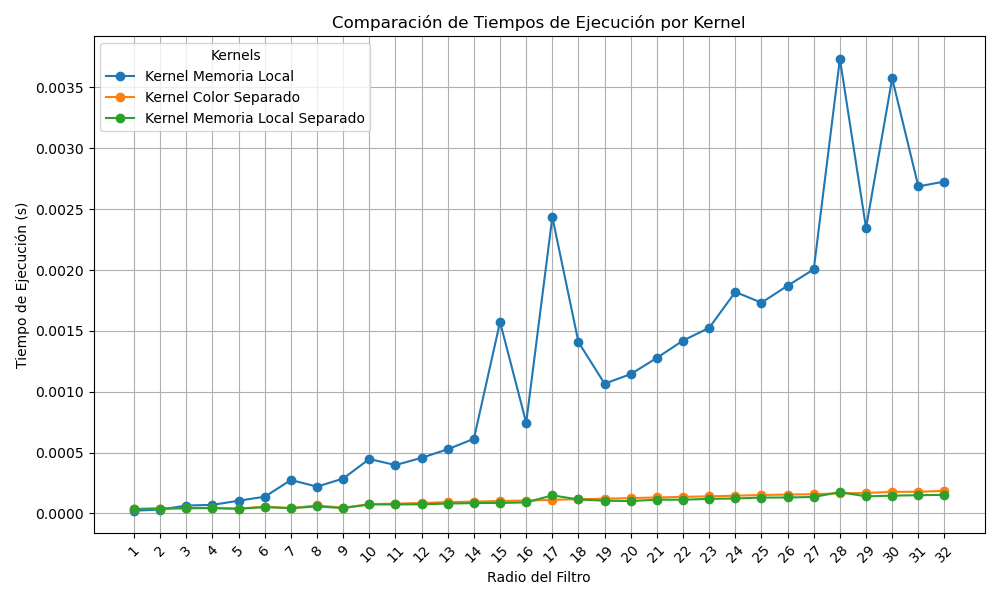 Comparación de Tiempos de Ejecución por Kernel
Kernels
Kernel Memoria Local
Kernel Color Separado
Kernel Memoria Local Separado
Tiempo de Ejecución (s)
0.0035
0.0030
0.0025
0.0020
0.0015
0.0010
0.0005
0.0000
1 2 3 4 5 6 7 8 9 10 11 12 13 14 15 16 17 18 19 20 21 22 23 24 25 26 27 28 29 30 31 32
Radio del Filtro